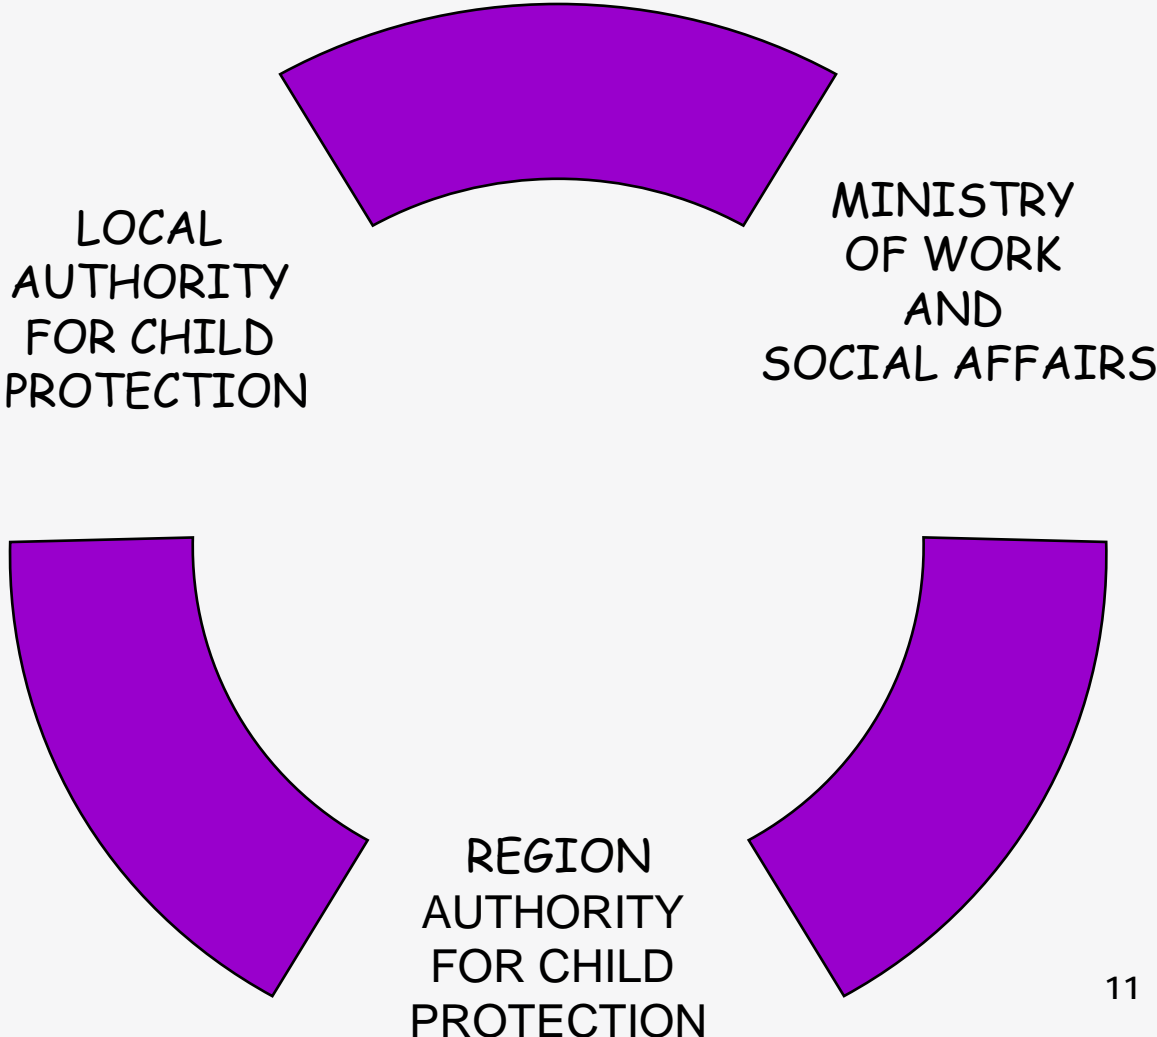 LOCAL
AUTHORITY
FOR CHILD
PROTECTION
MINISTRY
OF WORK
AND
SOCIAL AFFAIRS
REGION
AUTHORITY
FOR CHILD
PROTECTION
11